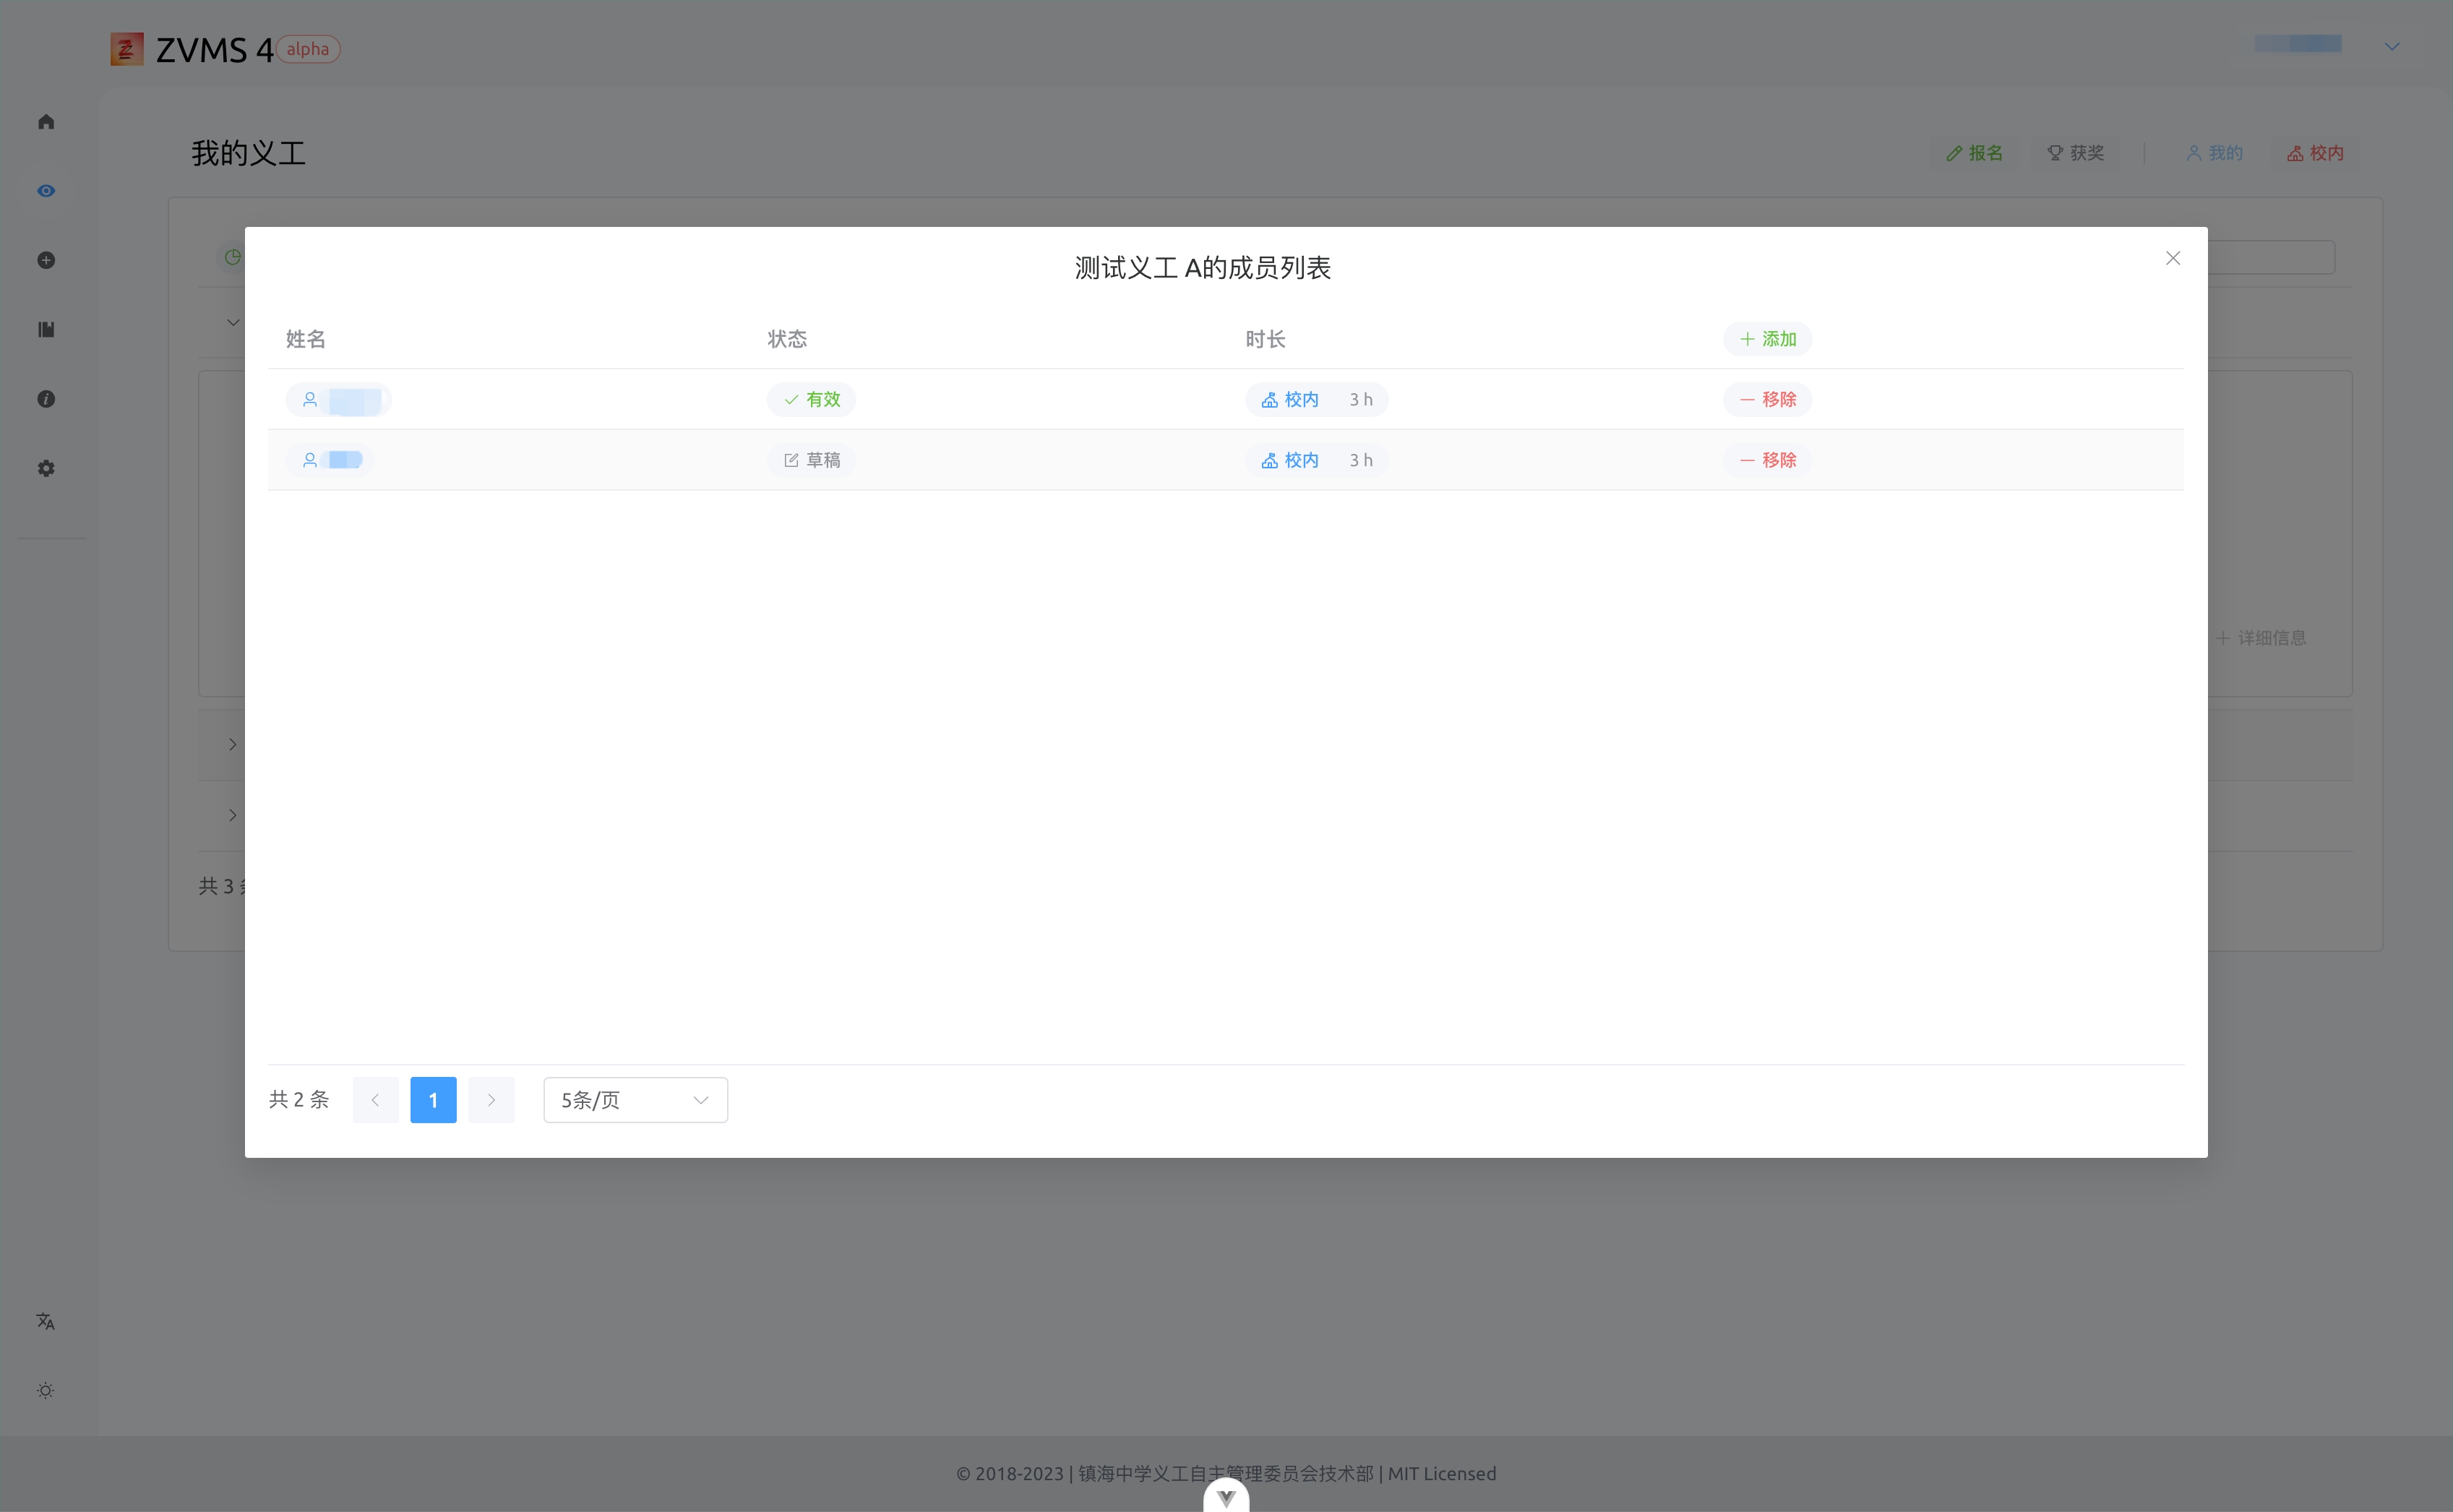 ZVMS 4 alpha
我的义工
报名 获奖 我的 校内
测试义工 A的成员列表
姓名 状态 时长 添加
有效 校内 3 h 移除
草稿 校内 3 h 移除
详细信息
共 3
共 2 条 1 5条/页
© 2018-2023 | 镇海中学义工自主管理委员会技术部 | MIT Licensed